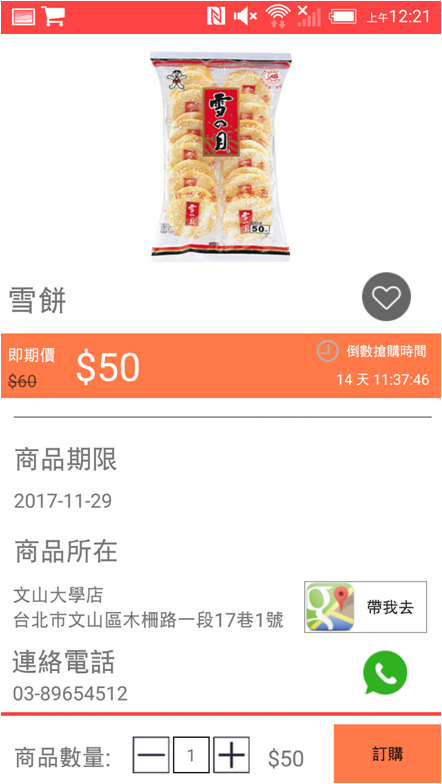 上午12:21
雪の月
50
雪餅
即期價
$60
$50
倒數搶購時間
14 天 11:37:46
商品期限
2017-11-29
商品所在
文山大學店
台北市文山區木柵路一段17巷1號
帶我去
連絡電話
03-89654512
商品數量:
1
$50
訂購